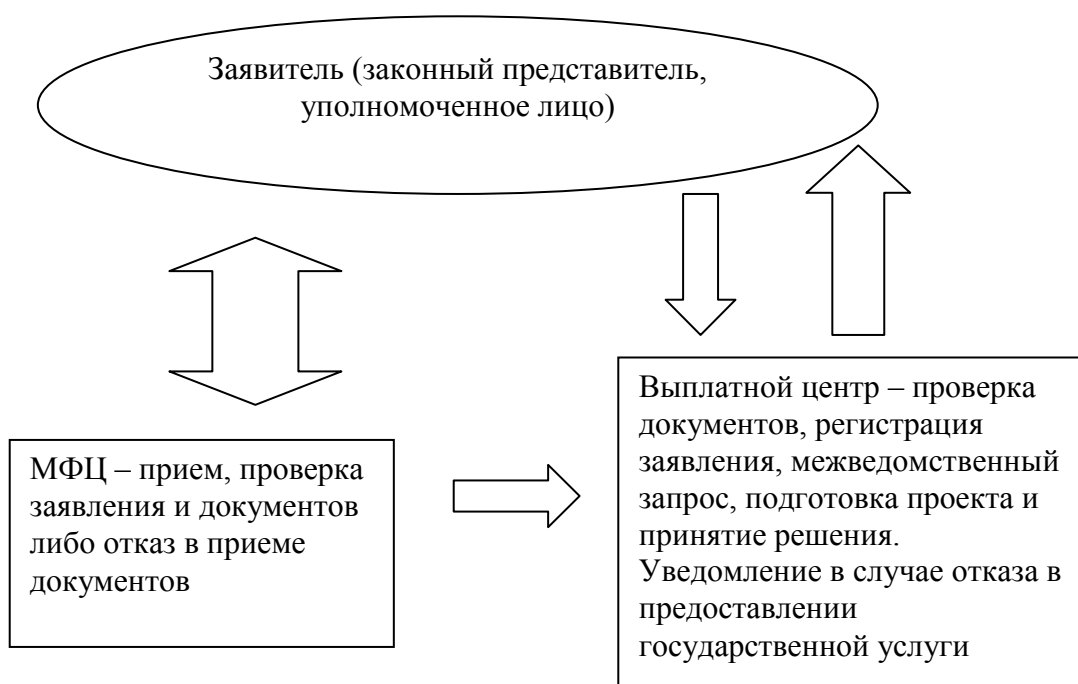 Заявитель (законный представитель,
уполномоченное лицо)
МФЦ – прием, проверка
заявления и документов
либо отказ в приеме
документов
Выплатной центр – проверка
документов, регистрация
заявления, межведомственный
запрос, подготовка проекта и
принятие решения.
Уведомление в случае отказа в
предоставлении
государственной услуги